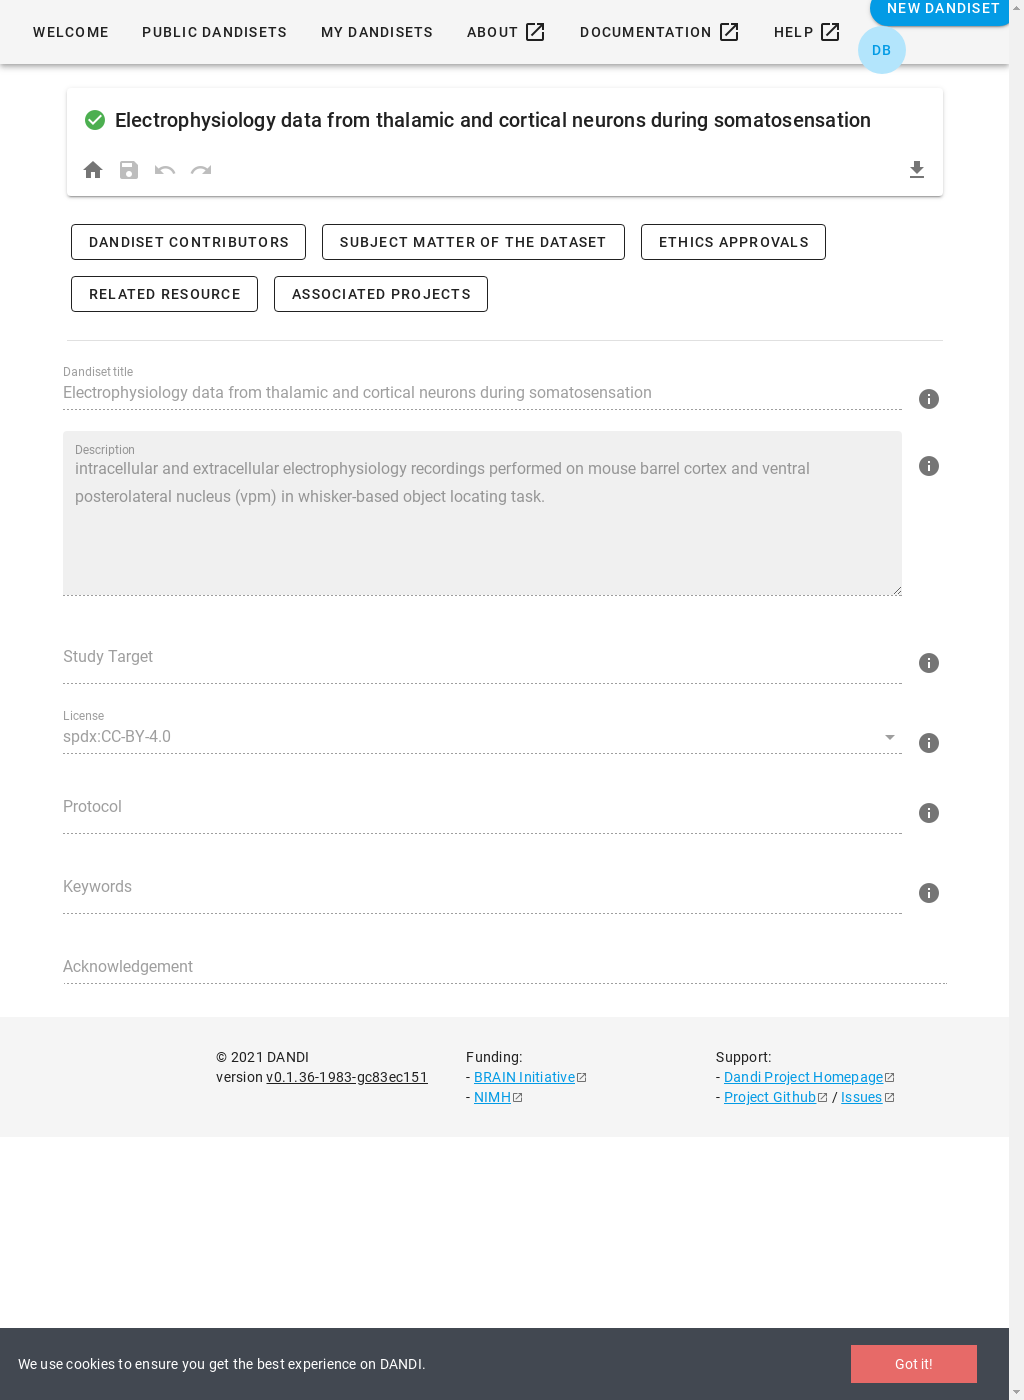 WELCOME PUBLIC DANDISETS MY DANDISETS ABOUT DOCUMENTATION HELP NEW DANDISET
DB
Electrophysiology data from thalamic and cortical neurons during somatosensation
DANDISET CONTRIBUTORS SUBJECT MATTER OF THE DATASET ETHICS APPROVALS
RELATED RESOURCE ASSOCIATED PROJECTS
Dandiset title
Electrophysiology data from thalamic and cortical neurons during somatosensation
Description
intracellular and extracellular electrophysiology recordings performed on mouse barrel cortex and ventral
posterolateral nucleus (vpm) in whisker-based object locating task.
Study Target
License
spdx:CC-BY-4.0
Protocol
Keywords
Acknowledgement
© 2021 DANDI
version v0.1.36-1983-gc83ec151
Funding:
- BRAIN Initiative
- NIMH
Support:
- Dandi Project Homepage
- Project Github / Issues
We use cookies to ensure you get the best experience on DANDI.
Got it!